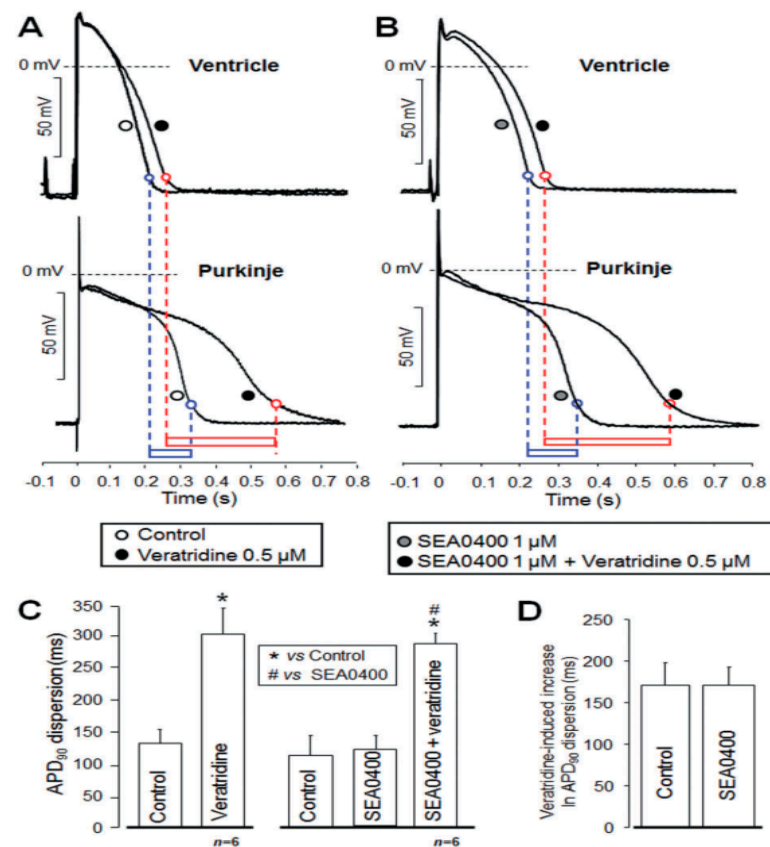 A
B
0 mV
Ventricle
50 mV
0 mV
Ventricle
50 mV
0 mV
Purkinje
50 mV
0 mV
Purkinje
50 mV
-0.1 0 0.1 0.2 0.3 0.4 0.5 0.6 0.7 0.8
Time (s)
-0.1 0 0.1 0.2 0.3 0.4 0.5 0.6 0.7 0.8
Time (s)
Control
Veratridine 0.5 µM
SEA0400 1 µM
SEA0400 1 µM + Veratridine 0.5 µM
C
APD90 dispersion (ms)
350
300
250
200
150
100
50
0
*
* vs Control
# vs SEA0400
#
*
Control
Veratridine
Control
SEA0400
SEA0400 + veratridine
n=6
n=6
D
Veratridine-induced increase
In APD90 dispersion (ms)
250
200
150
100
50
0
Control
SEA0400